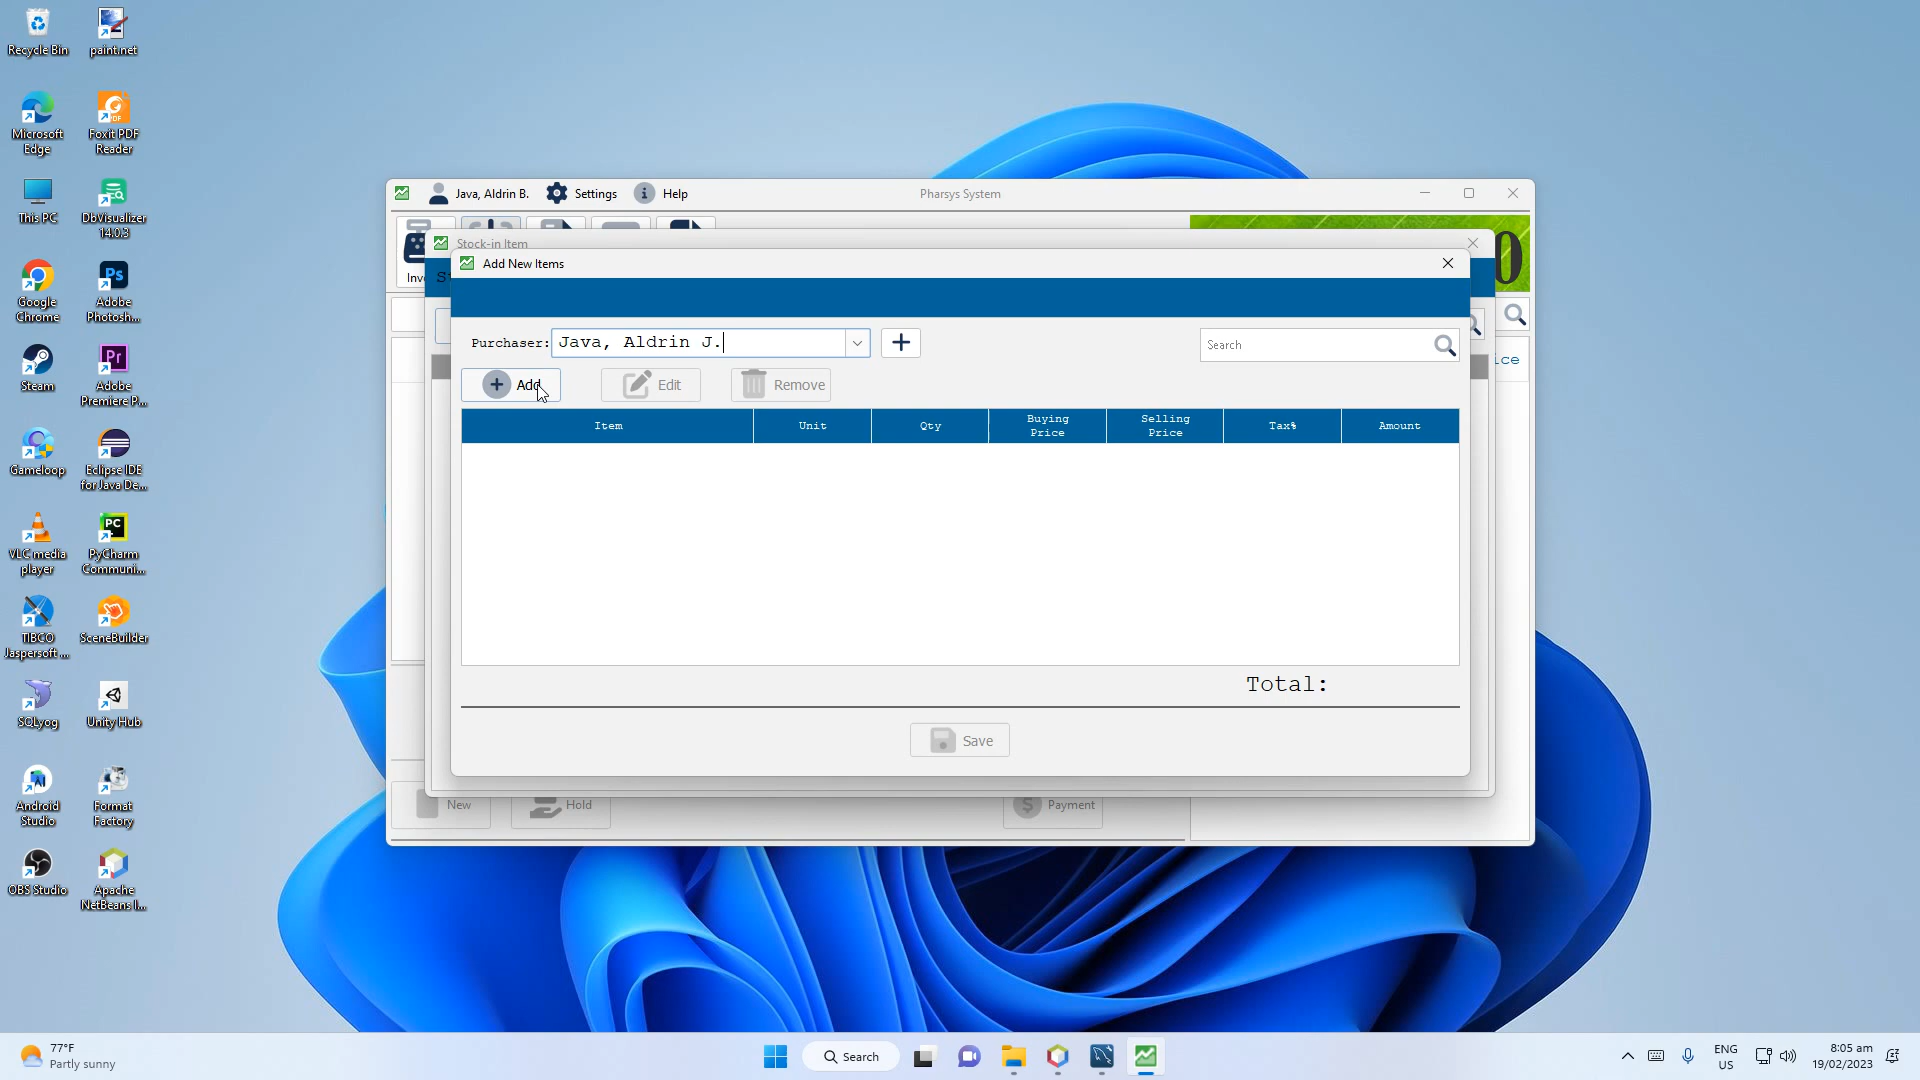 Recycle Bin
paint.net
Microsoft
Edge
Foxit PDF
Reader
This PC
DbVisualizer
14.0.3
Google
Chrome
Adobe
Photosh...
Steam
Adobe
Premiere P...
Gameloop
Eclipse IDE
for Java De...
VLC media
player
PyCharm
Communi...
TIBCO
Jaspersoft ...
SceneBuilder
SQLyog
Unity Hub
Android
Studio
Format
Factory
OBS Studio
Apache
NetBeans I...
Java, Aldrin B.
Settings
Help
Pharsys System
Stock-in Item
Add New Items
Purchaser:
Java, Aldrin J.
Search
Add
Edit
Remove
Item
Unit
Qty
Buying
Price
Selling
Price
Tax%
Amount
Total:
Save
New
Hold
Payment
77°F
Partly sunny
Search
ENG
US
8:05 am
19/02/2023